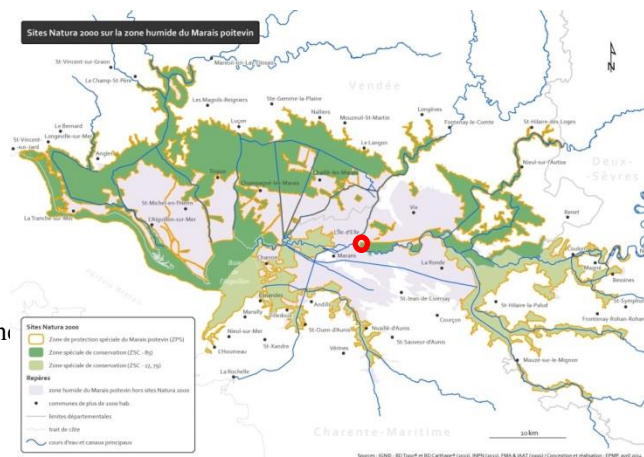 Sites Natura 2000 sur la zone humide du Marais poitevin
N
St-Vincent-sur-Graon
Le Champ-St-Père
Vendée
Les Magnils-Reigniers
Ste-Gemme-la-Plaine
Luçon
Nalliers
Mouzeuil-St-Martin
Longèves
Fontenay-le-Comte
St-Hilaire-des-Loges
Le Bernard
St-Vincent
-sur-Jard
Longeville-sur-Mer
Angles
Le Langon
Nieul-sur-l'Autise
Deux-
Sèvres
Triaize
Champagné-les-Marais
Chaillé-les-Marais
Benet
St-Michel-en-l'Herm
L'Aiguillon-sur-Mer
Vix
La Tranche-sur-Mer
L'Île d'Elle
Coulon
Magné
Bessines
Marans
Charron
La Ronde
St-Hilaire-la-Palud
St-Jean-de-Liversay
Frontenay-Rohan-Rohan
Esnandes
Marsilly
Andilly
Villedoux
Courçon
Nieul-sur-Mer
St-Ouen-d'Aunis
Nuaillé-d'Aunis
St-Xandre
St-Sauveur-d'Aunis
L'Houmeau
Vérines
Mauzé-sur-le-Mignon
La Rochelle
Charente-Maritime
Sites Natura 2000
Zone de protection spéciale du Marais poitevin (ZPS)
Zone spéciale de conservation (ZSC - 85)
Zone spéciale de conservation (ZSC - 17, 79)
Repères
zone humide du Marais poitevin hors sites Natura 2000
communes de plus de 2000 hab.
limites départementales
trait de côte
cours d'eau et canaux principaux
10 km